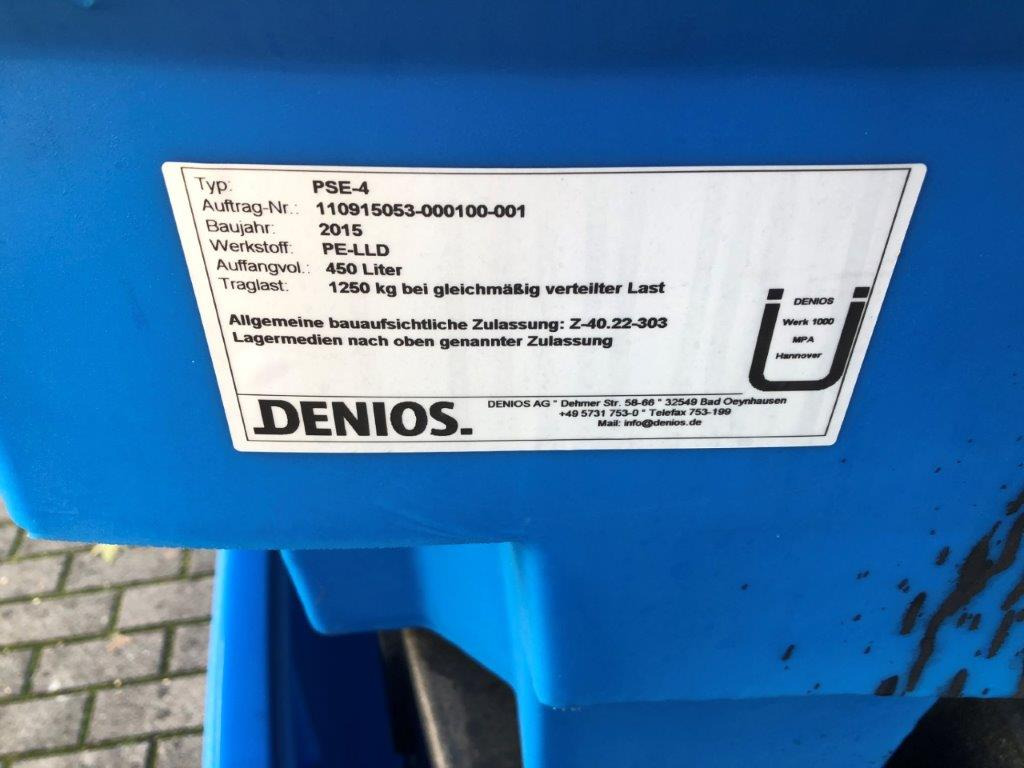 Typ: PSE-4
Auftrag-Nr.: 110915053-000100-001
Baujahr: 2015
Werkstoff: PE-LLD
Auffangvol.: 450 Liter
Traglast: 1250 kg bei gleichmäßig verteilter Last
Allgemeine bauaufsichtliche Zulassung: Z-40.22-303
Lagermedien nach oben genannter Zulassung
DENIOS
Werk 1000
MPA
Hannover
.DENIOS.
DENIOS AG * Dehmer Str. 58-66 * 32549 Bad Oeynhausen
+49 5731 753-0 * Telefax 753-199
Mail: info@denios.de